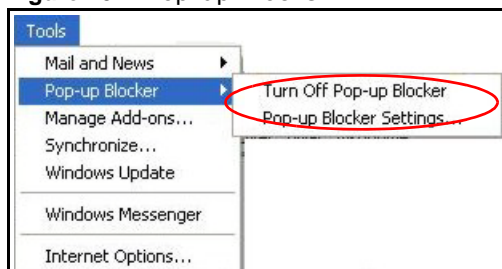 Tools
Mail and News
Pop-up Blocker
Turn Off Pop-up Blocker
Manage Add-ons...
Pop-up Blocker Settings...
Synchronize...
Windows Update
Windows Messenger
Internet Options...